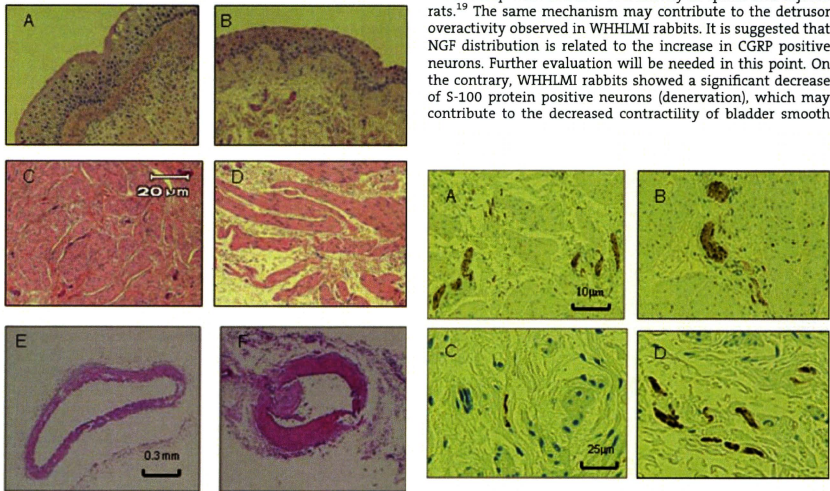 A
B
C
20 µm
D
E
0.3 mm
F
rats.19 The same mechanism may contribute to the detrusor
overactivity observed in WHHLMI rabbits. It is suggested that
NGF distribution is related to the increase in CGRP positive
neurons. Further evaluation will be needed in this point. On
the contrary, WHHLMI rabbits showed a significant decrease
of S-100 protein positive neurons (denervation), which may
contribute to the decreased contractility of bladder smooth
A
10µm
B
C
25µm
D